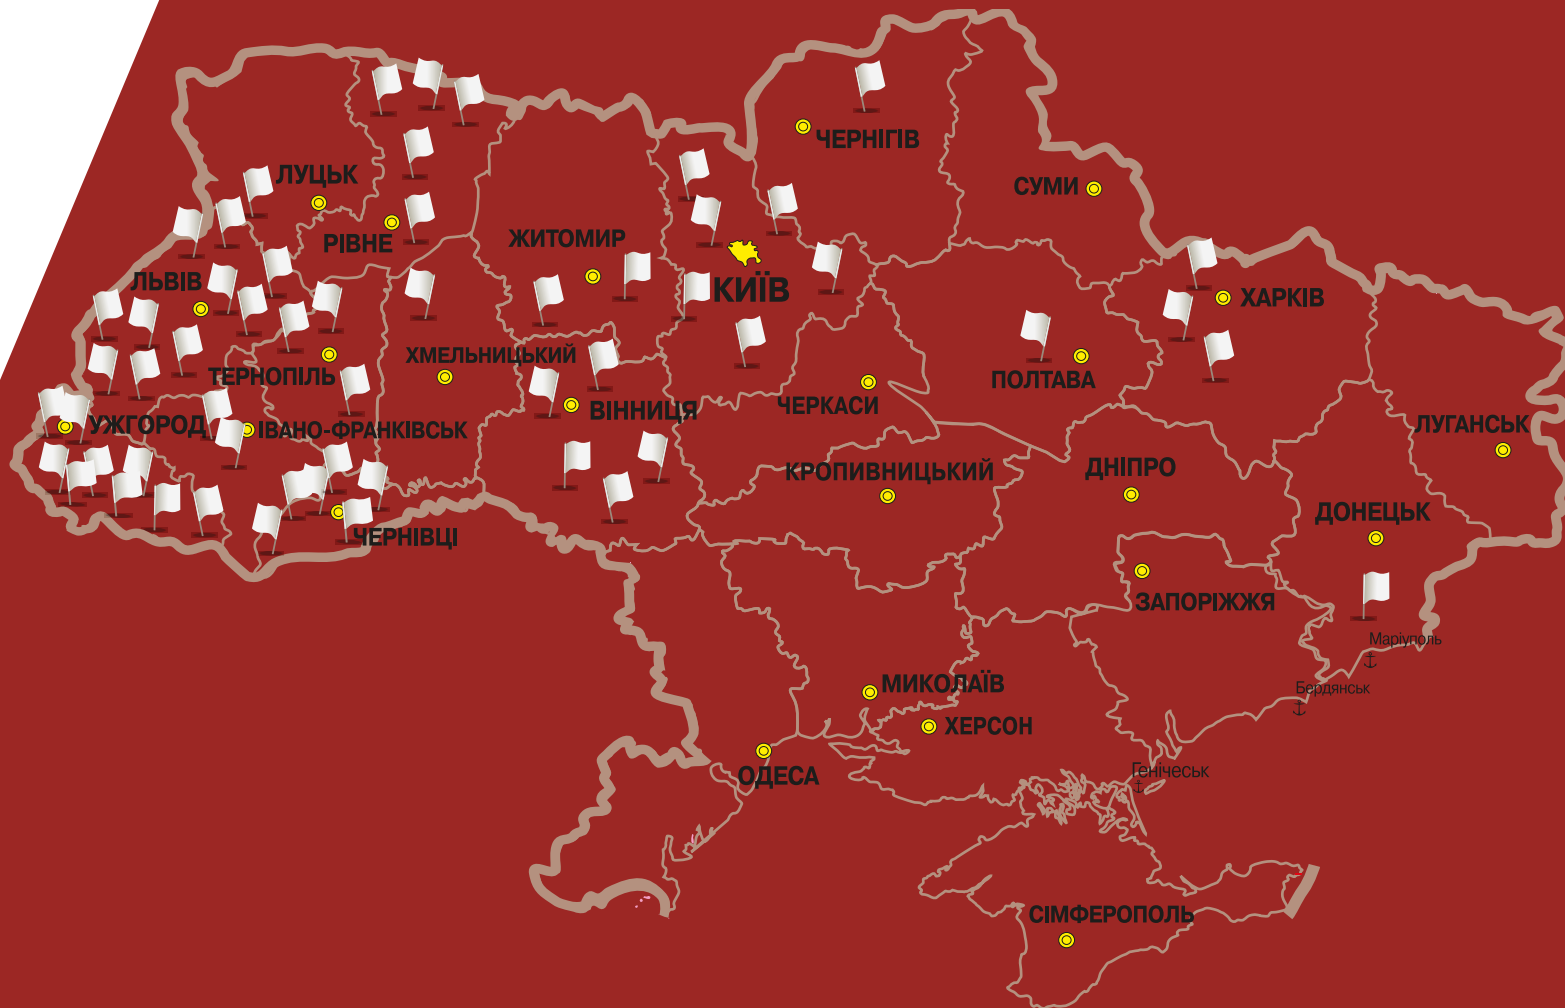 ЧЕРНІГІВ
ЛУЦЬК
СУМИ
РІВНЕ
ЖИТОМИР
ЛЬВІВ
КИЇВ
ХАРКІВ
ХМЕЛЬНИЦЬКИЙ
ТЕРНОПІЛЬ
ПОЛТАВА
ЧЕРКАСИ
ВІННИЦЯ
УЖГОРОД
ІВАНО-ФРАНКІВСЬК
ЛУГАНСЬК
КРОПИВНИЦЬКИЙ
ДНІПРО
ДОНЕЦЬК
ЧЕРНІВЦІ
ЗАПОРІЖЖЯ
Маріуполь
МИКОЛАЇВ
Бердянськ
ХЕРСОН
ОДЕСА
Генічеськ
СІМФЕРОПОЛЬ